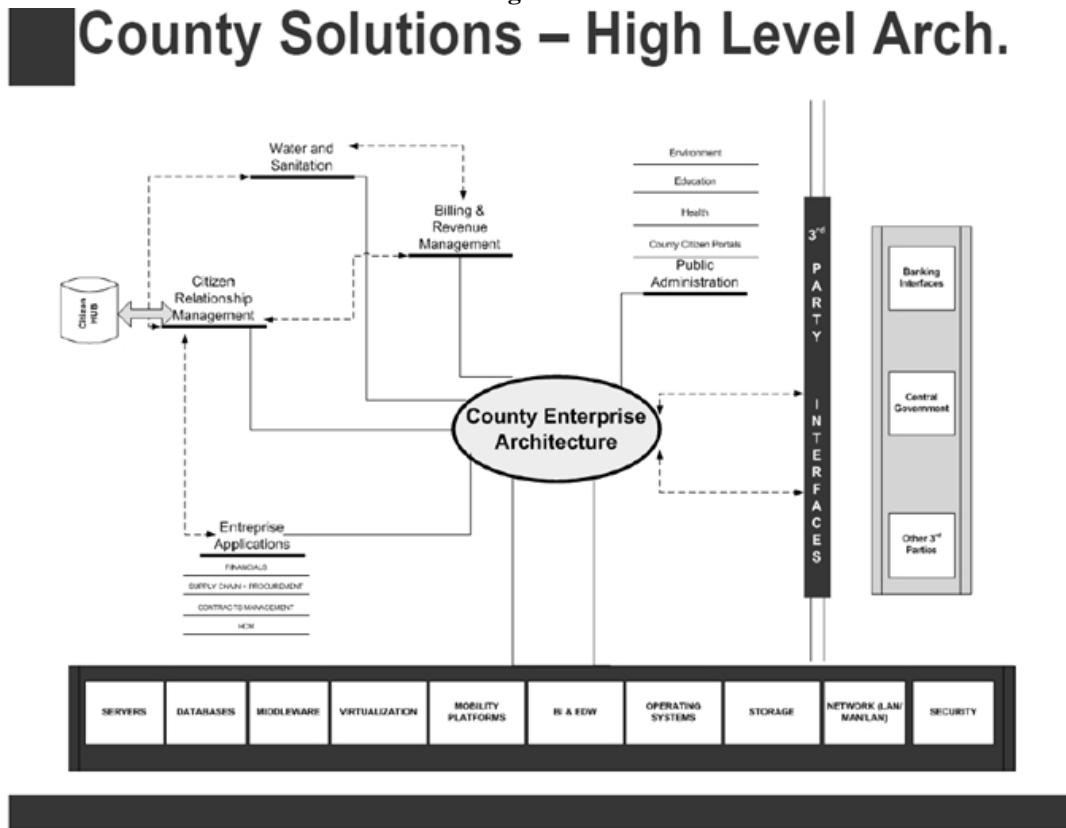 County Solutions – High Level Arch.
Water and
Sanitation
Billing &
Revenue
Management
Citizen
Relationship
Management
Citizen
HUB
Environment
Education
Health
County Citizen Portals
Public
Administration
County Enterprise
Architecture
Entreprise
Applications
FINANCIALS
SUPPLY CHAIN – PROCUREMENT
CONTRACTS MANAGEMENT
HCM
3rd PARTY INTERFACES
Banking
Interfaces
Central
Government
Other 3rd
Parties
SERVERS
DATABASES
MIDDLEWARE
VIRTUALIZATION
MOBILITY
PLATFORMS
BI & EDW
OPERATING
SYSTEMS
STORAGE
NETWORK (LAN/
MAN/LAN)
SECURITY